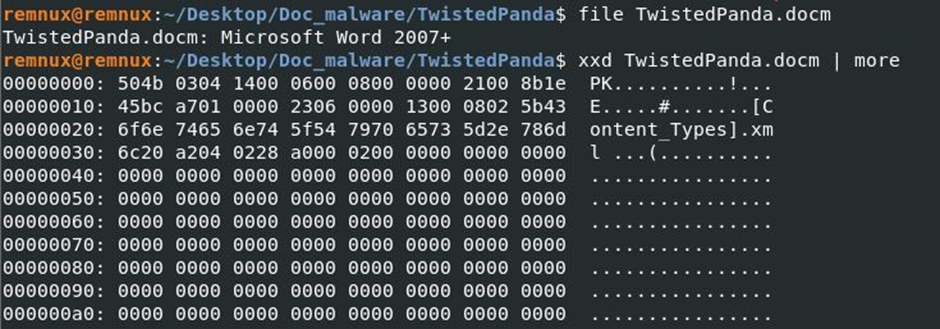 remnux@remnux:~/Desktop/Doc_malware/TwistedPanda$ file TwistedPanda.docm
TwistedPanda.docm: Microsoft Word 2007+
remnux@remnux:~/Desktop/Doc_malware/TwistedPanda$ xxd TwistedPanda.docm | more
00000000: 504b 0304 1400 0600 0800 0000 2100 8b1e  PK..........!...
00000010: 45bc a701 0000 2306 0000 1300 0802 5b43  E.....#.......[C
00000020: 6f6e 7465 6e74 5f54 7970 6573 5d2e 786d  ontent_Types].xm
00000030: 6c20 a204 0228 a000 0200 0000 0000 0000  l ...(..........
00000040: 0000 0000 0000 0000 0000 0000 0000 0000  ................
00000050: 0000 0000 0000 0000 0000 0000 0000 0000  ................
00000060: 0000 0000 0000 0000 0000 0000 0000 0000  ................
00000070: 0000 0000 0000 0000 0000 0000 0000 0000  ................
00000080: 0000 0000 0000 0000 0000 0000 0000 0000  ................
00000090: 0000 0000 0000 0000 0000 0000 0000 0000  ................
000000a0: 0000 0000 0000 0000 0000 0000 0000 0000  ................